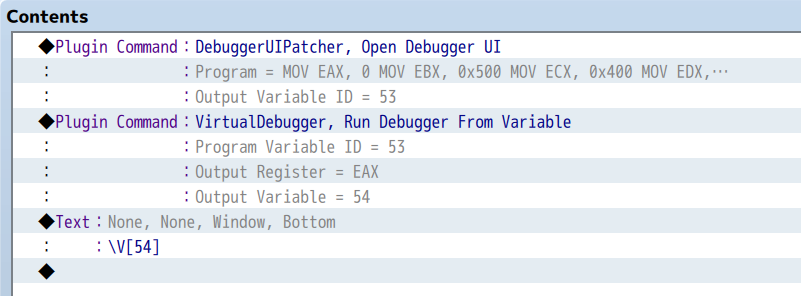 Contents
◆Plugin Command：DebuggerUIPatcher, Open Debugger UI
：　：Program = MOV EAX, 0 MOV EBX, 0x500 MOV ECX, 0x400 MOV EDX,…
：　：Output Variable ID = 53
◆Plugin Command：VirtualDebugger, Run Debugger From Variable
：　：Program Variable ID = 53
：　：Output Register = EAX
：　：Output Variable = 54
◆Text：None, None, Window, Bottom
：　：\V[54]
◆